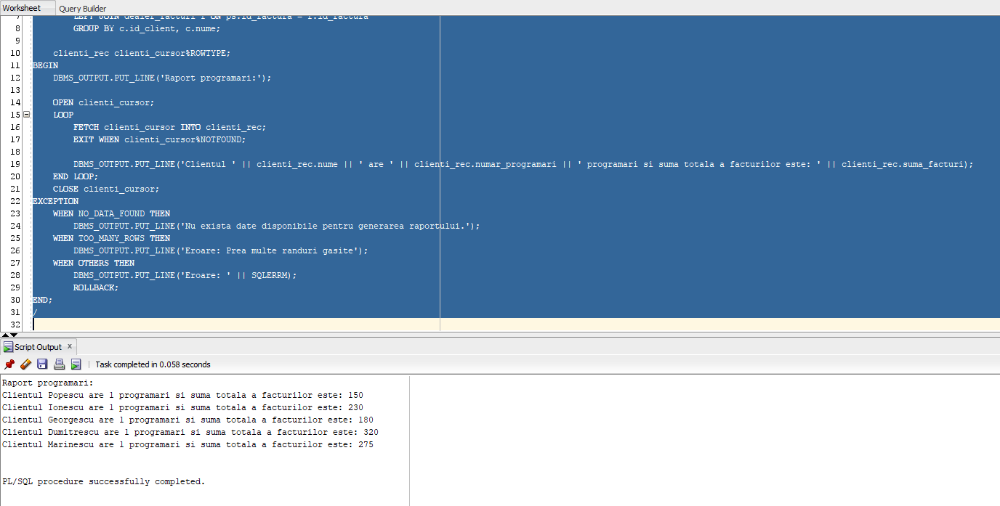 Worksheet Query Builder
7 LEFT JOIN dealer_facturi f ON ps.id_factura = f.id_factura
8 GROUP BY c.id_client, c.nume;
9
10 clienti_rec clienti_cursor%ROWTYPE;
11 BEGIN
12 DBMS_OUTPUT.PUT_LINE('Raport programari:');
13
14 OPEN clienti_cursor;
15 LOOP
16 FETCH clienti_cursor INTO clienti_rec;
17 EXIT WHEN clienti_cursor%NOTFOUND;
18
19 DBMS_OUTPUT.PUT_LINE('Clientul ' || clienti_rec.nume || ' are ' || clienti_rec.numar_programari || ' programari si suma totala a facturilor este: ' || clienti_rec.suma_facturi);
20 END LOOP;
21 CLOSE clienti_cursor;
22 EXCEPTION
23 WHEN NO_DATA_FOUND THEN
24 DBMS_OUTPUT.PUT_LINE('Nu exista date disponibile pentru generarea raportului.');
25 WHEN TOO_MANY_ROWS THEN
26 DBMS_OUTPUT.PUT_LINE('Eroare: Prea multe randuri gasite');
27 WHEN OTHERS THEN
28 DBMS_OUTPUT.PUT_LINE('Eroare: ' || SQLERRM);
29 ROLLBACK;
30 END;
31 /
32
Script Output x
Task completed in 0.058 seconds
Raport programari:
Clientul Popescu are 1 programari si suma totala a facturilor este: 150
Clientul Ionescu are 1 programari si suma totala a facturilor este: 230
Clientul Georgescu are 1 programari si suma totala a facturilor este: 180
Clientul Dumitrescu are 1 programari si suma totala a facturilor este: 320
Clientul Marinescu are 1 programari si suma totala a facturilor este: 275
PL/SQL procedure successfully completed.